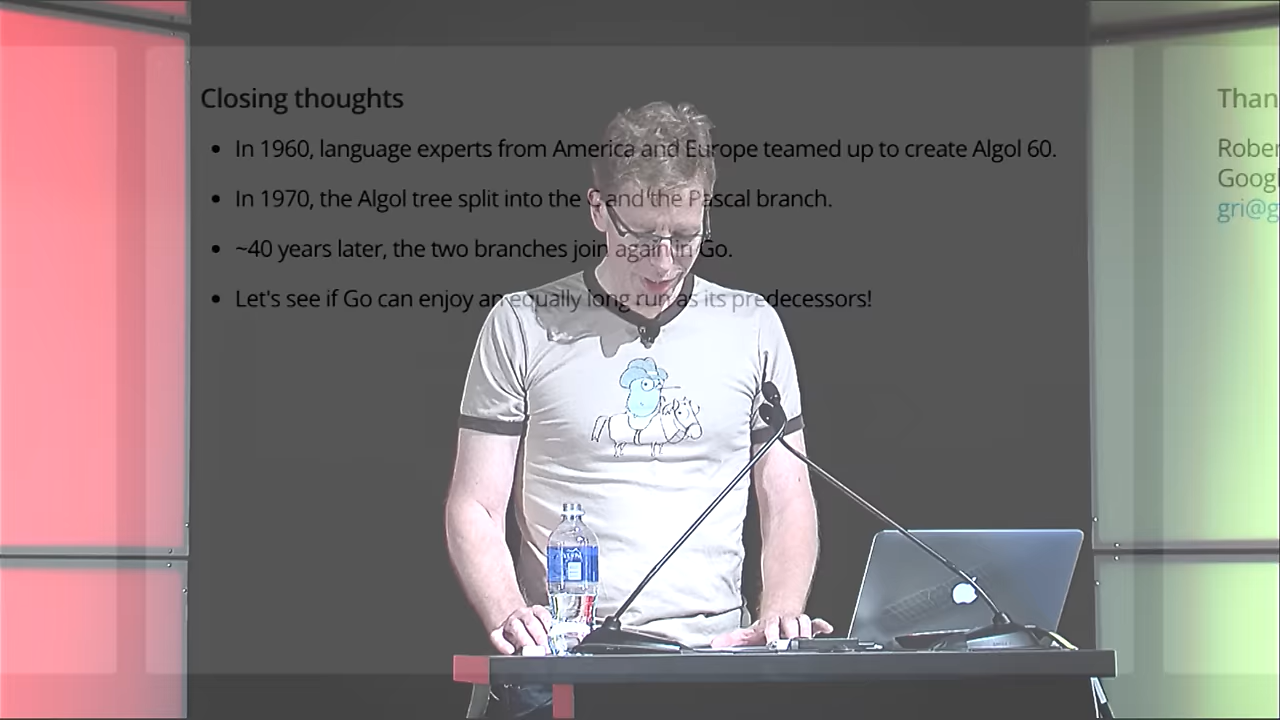 Closing thoughts
In 1960, language experts from America and Europe teamed up to create Algol 60.
In 1970, the Algol tree split into the C and the Pascal branch.
~40 years later, the two branches join again in Go.
Let's see if Go can enjoy an equally long run as its predecessors!
Than
Rober
Googl
gri@g